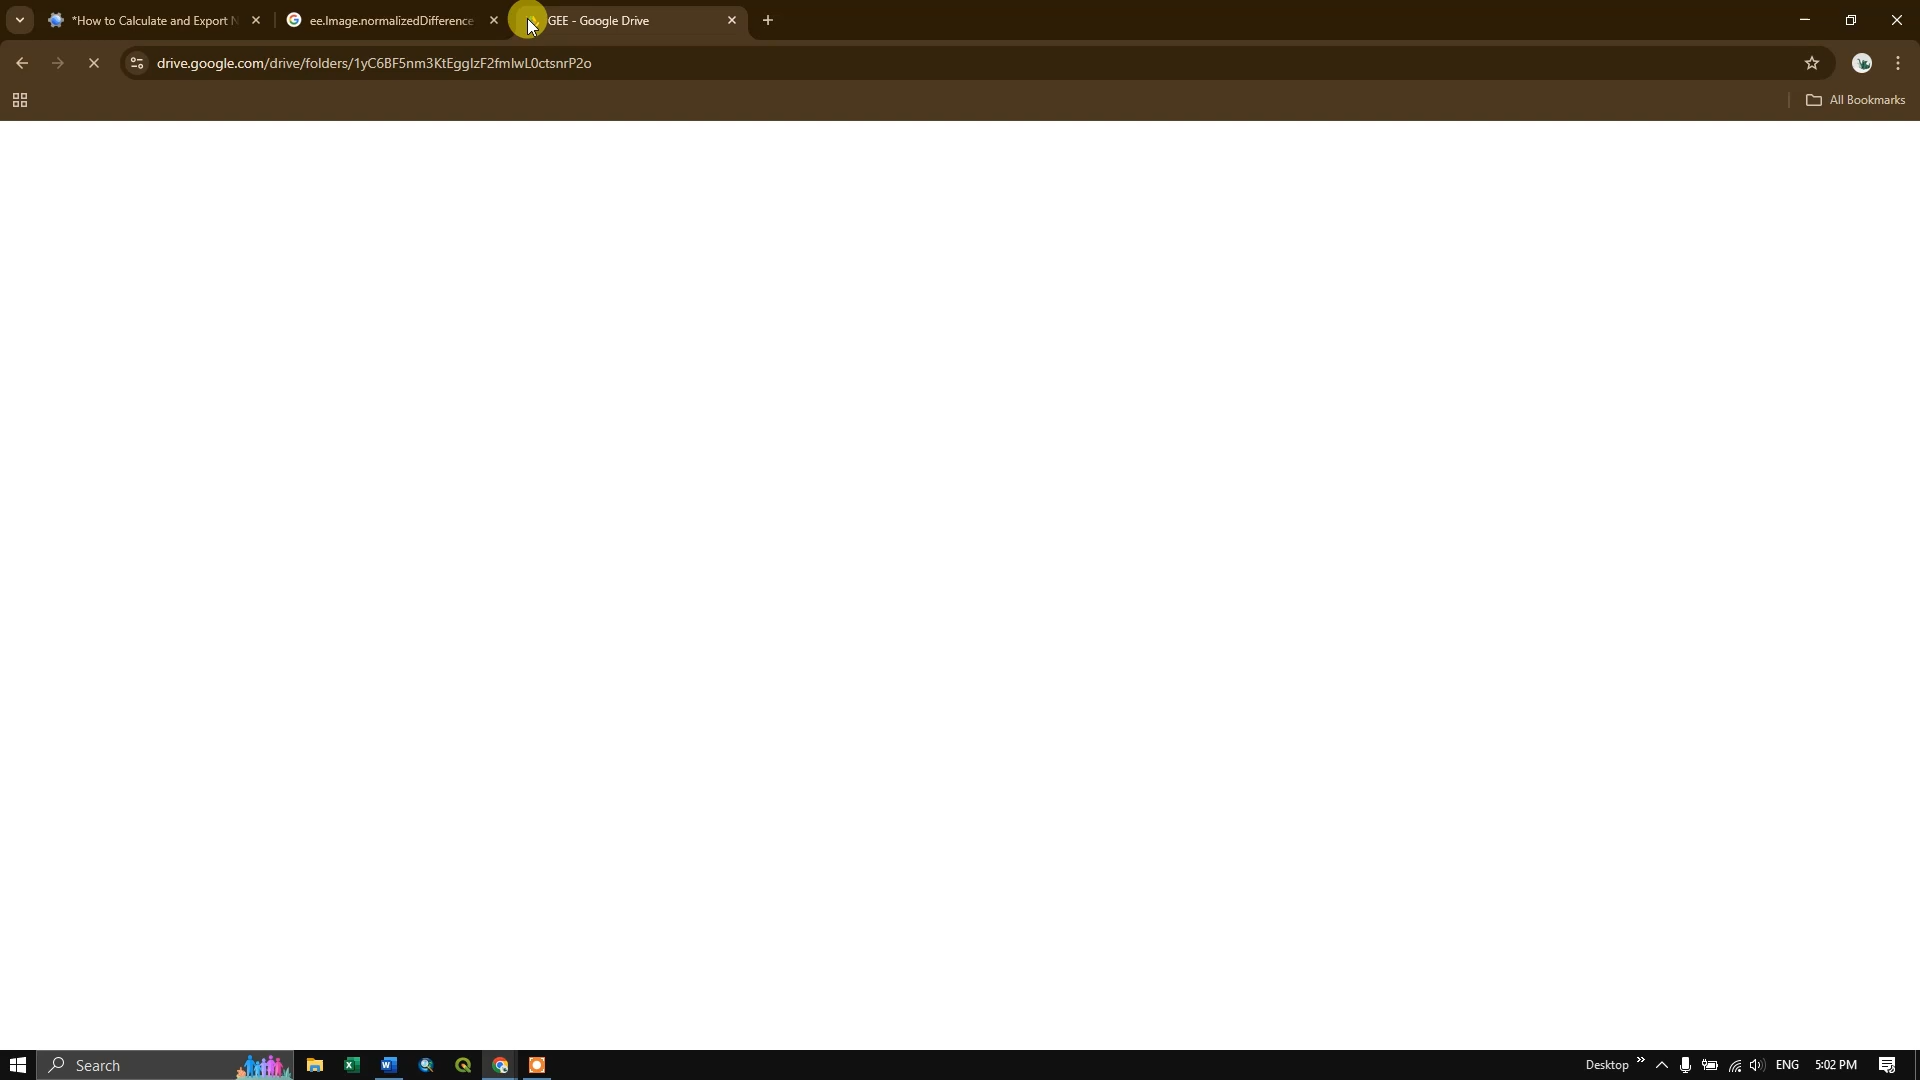 *How to Calculate and Export N
ee.Image.normalizedDifference
GEE - Google Drive
drive.google.com/drive/folders/1yC6BF5nm3KtEgglzF2fmlwL0ctsnrP2o
All Bookmarks
Search
Desktop
ENG
5:02 PM